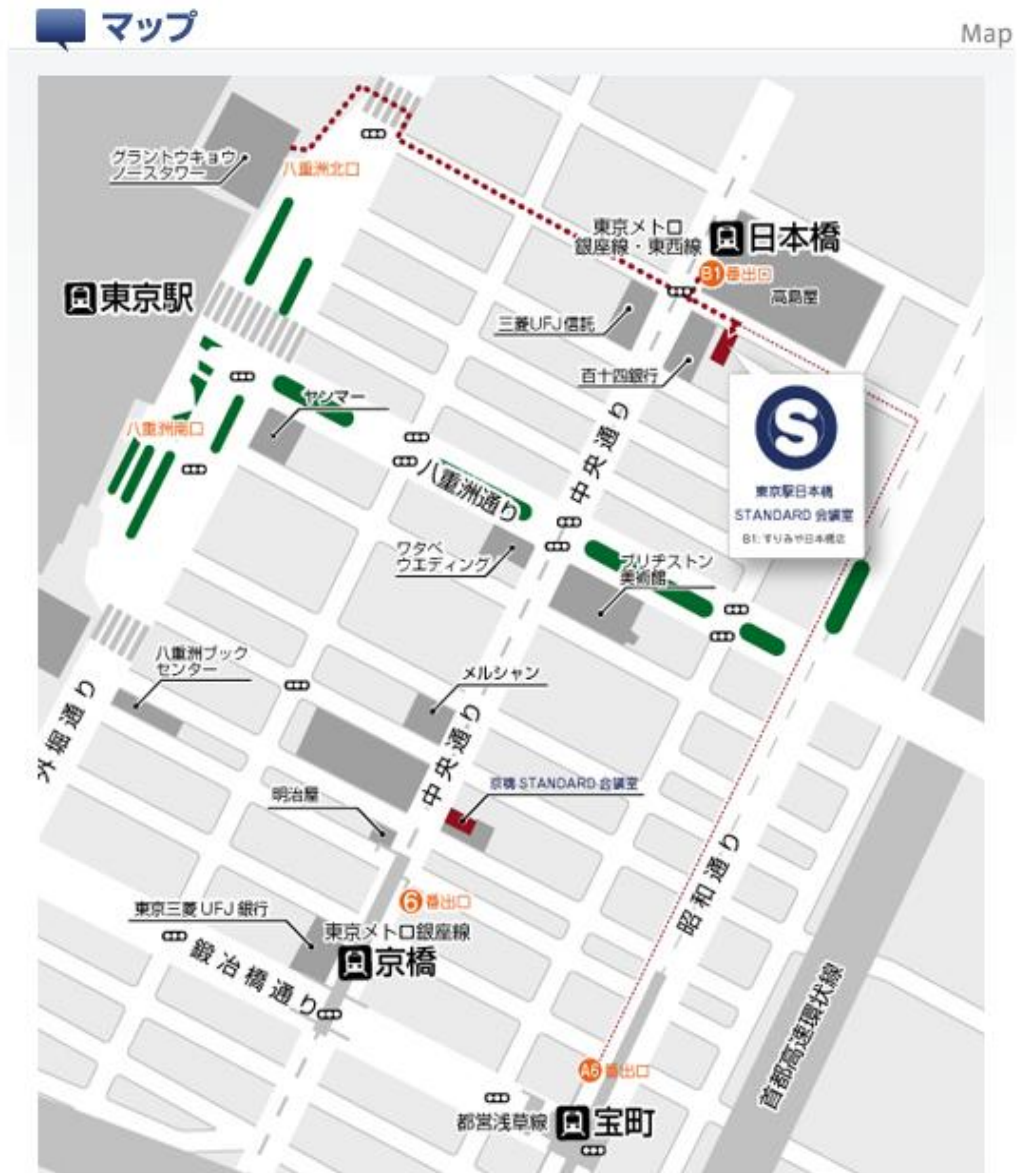 マップ
Map
グラントウキョウ
ノースタワー
八重洲北口
東京メトロ
銀座線・東西線
日本橋
B1番出口
高島屋
東京駅
三菱UFJ信託
百十四銀行
ヤンマー
八重洲南口
中央通り
八重洲通り
S
東京駅日本橋
STANDARD 会議室
B1: すりみや日本橋店
ワタベ
ウエディング
ブリヂストン
美術館
八重洲ブック
センター
メルシャン
外堀通り
中央通り
京橋 STANDARD 会議室
明治屋
昭和通り
6番出口
東京三菱 UFJ 銀行
東京メトロ銀座線
京橋
鍛冶橋通り
首都高速環状線
A6番出口
都営浅草線
宝町